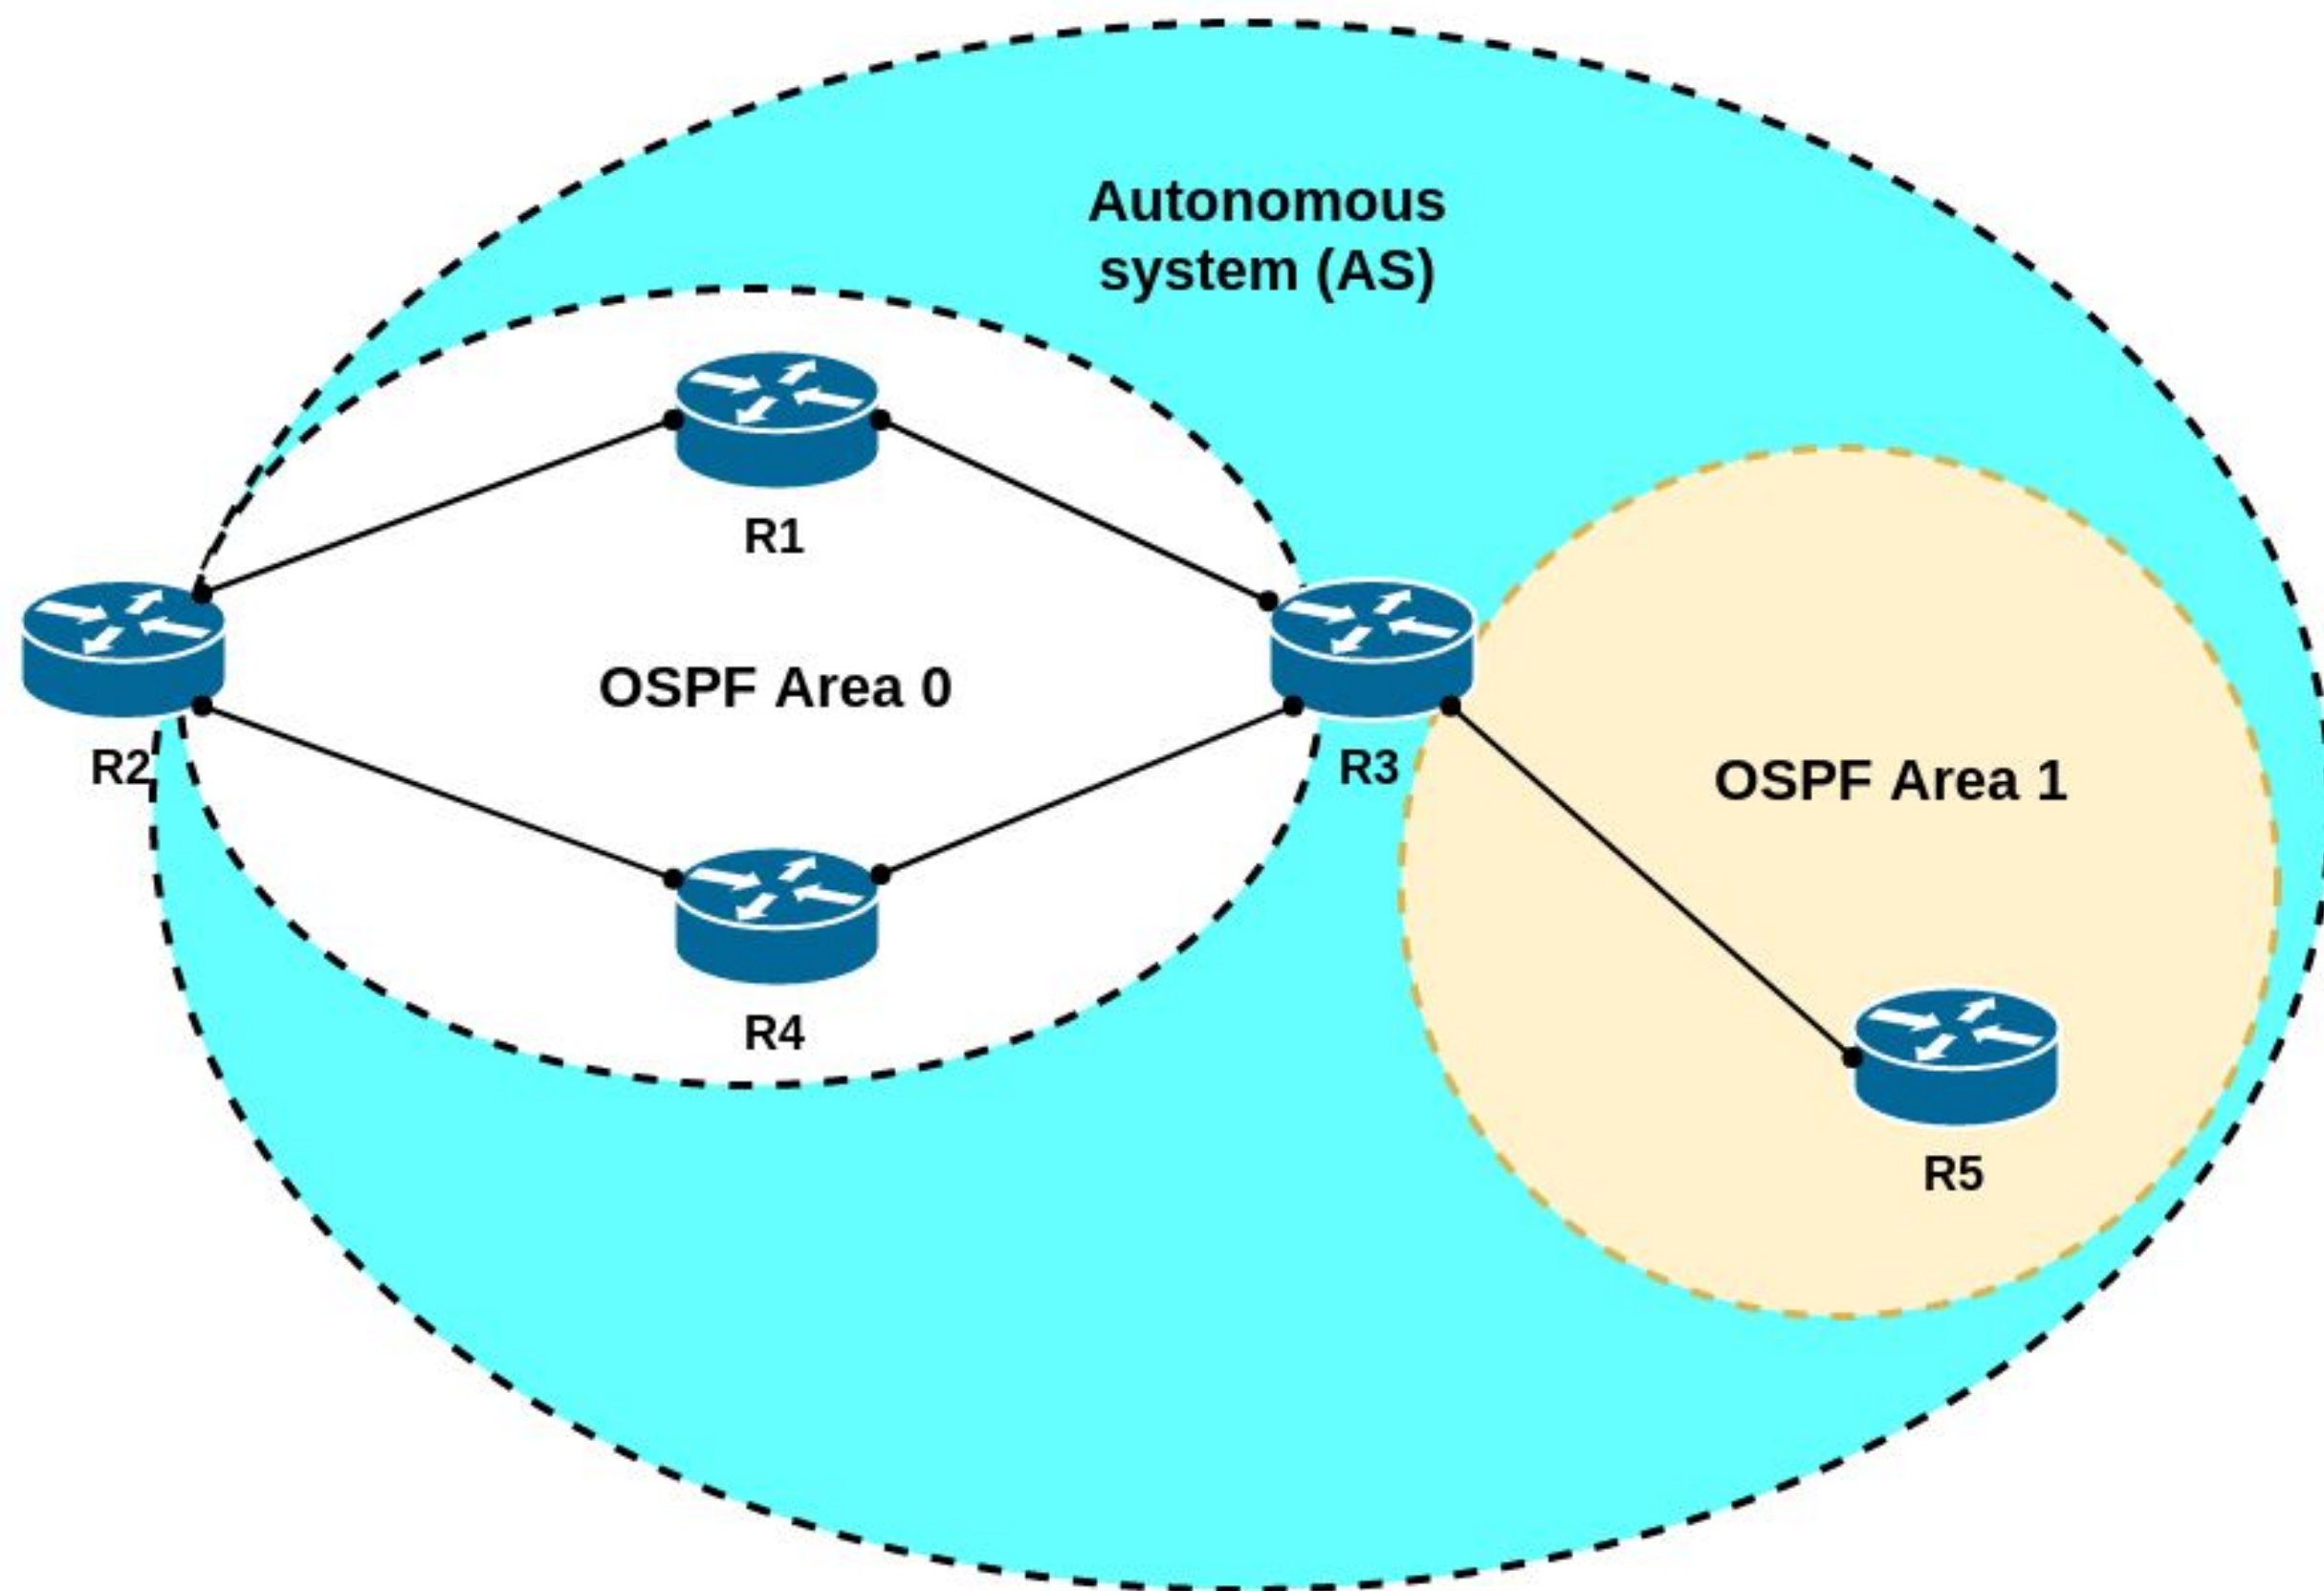 Autonomous
system (AS)
R1
OSPF Area 0
R2
R3
OSPF Area 1
R4
R5